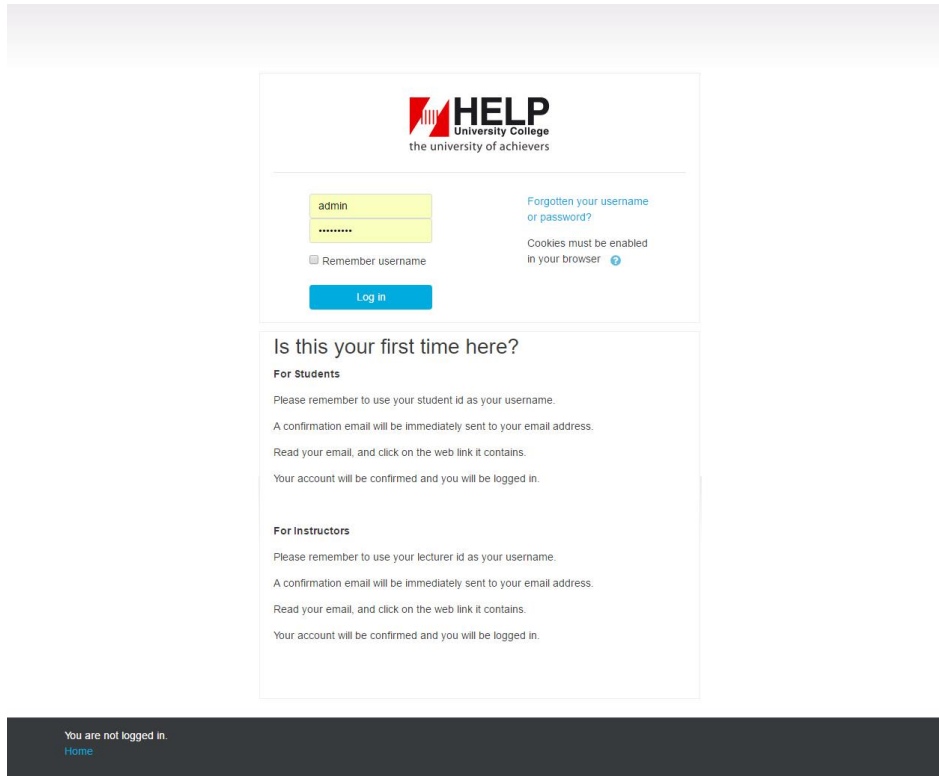 HELP
University College
the university of achievers
admin
•••••••••
Remember username
Log in
Forgotten your username
or password?
Cookies must be enabled
in your browser ?
Is this your first time here?
For Students
Please remember to use your student id as your username.
A confirmation email will be immediately sent to your email address.
Read your email, and click on the web link it contains.
Your account will be confirmed and you will be logged in.
For Instructors
Please remember to use your lecturer id as your username.
A confirmation email will be immediately sent to your email address.
Read your email, and click on the web link it contains.
Your account will be confirmed and you will be logged in.
You are not logged in.
Home